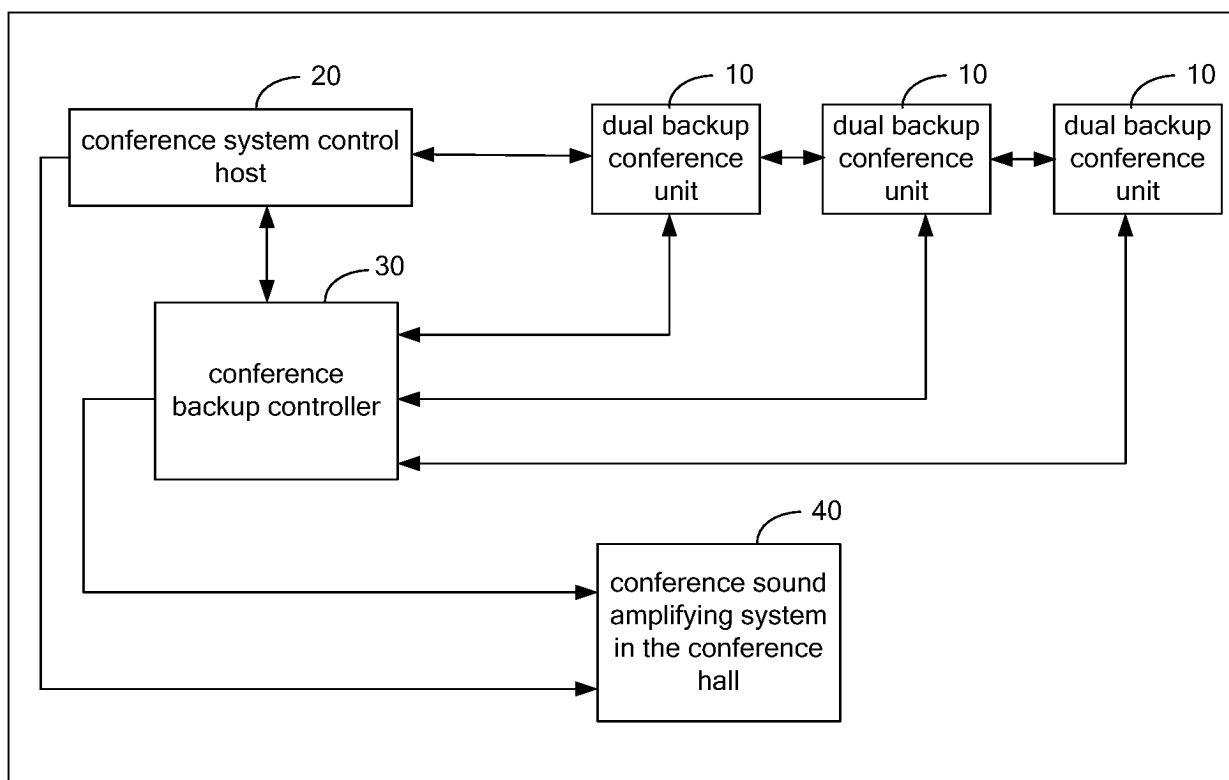 20
conference system control
host
10
dual backup
conference
unit
10
dual backup
conference
unit
10
dual backup
conference
unit
30
conference
backup controller
40
conference sound
amplifying system
in the conference
hall